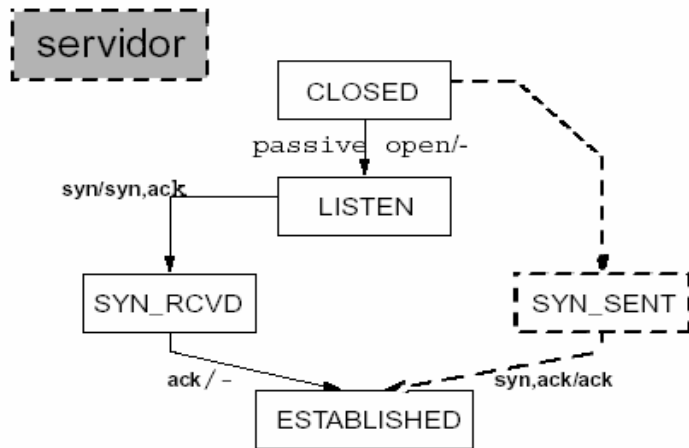 servidor
CLOSED
passive open/-
syn/syn,ack
LISTEN
SYN_RCVD
SYN_SENT
ack / -
syn,ack/ack
ESTABLISHED